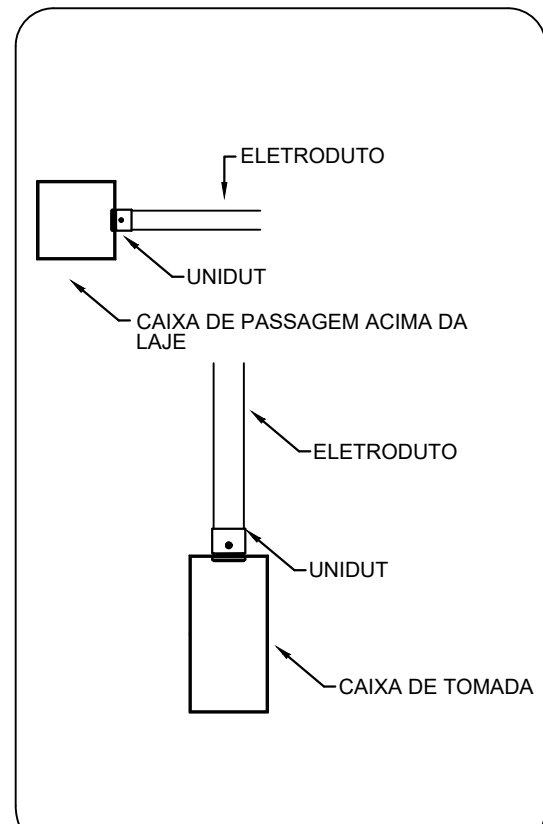 ELETRODUTO
UNIDUT
CAIXA DE PASSAGEM ACIMA DA
LAJE
ELETRODUTO
UNIDUT
CAIXA DE TOMADA